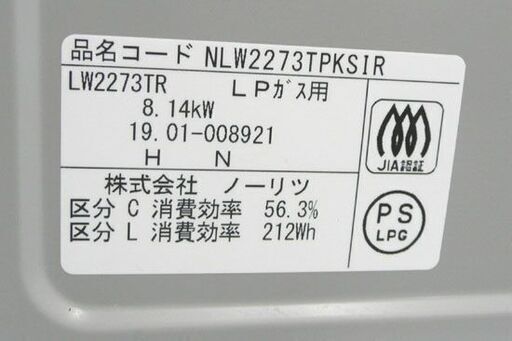 品名コード NLW2273TPKSIR
LW2273TR LPガス用
8.14kW
19.01-008921
H N
JIA認証
株式会社 ノーリツ
区分 C 消費効率 56.3%
区分 L 消費効率 212Wh
PS
LPG